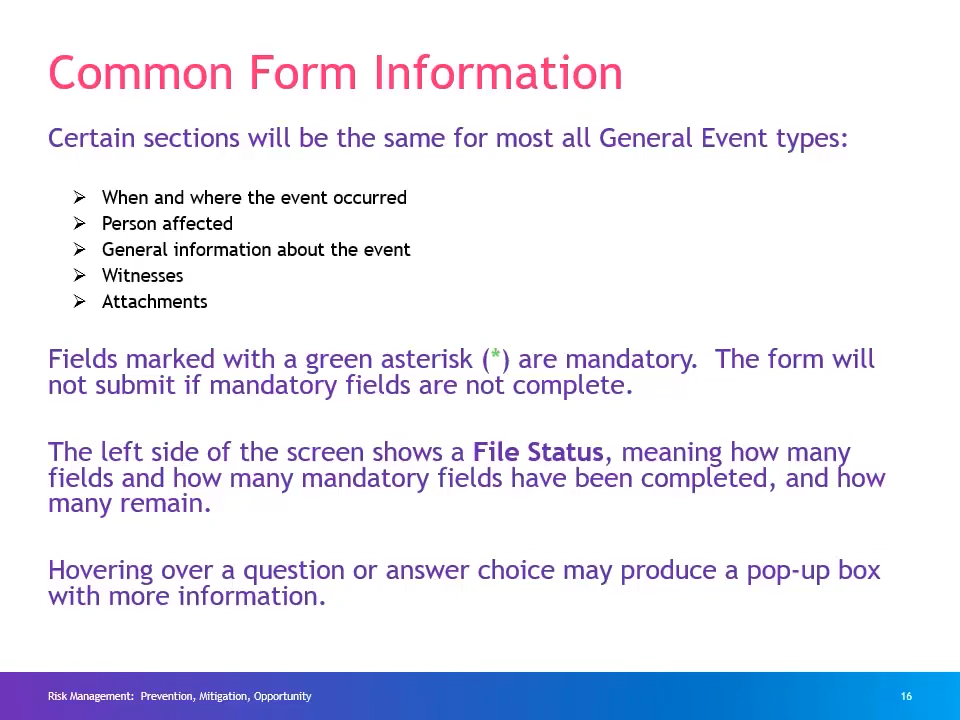 Common Form Information
Certain sections will be the same for most all General Event types:
➢ When and where the event occurred
➢ Person affected
➢ General information about the event
➢ Witnesses
➢ Attachments
Fields marked with a green asterisk (*) are mandatory.  The form will
not submit if mandatory fields are not complete.
The left side of the screen shows a File Status, meaning how many
fields and how many mandatory fields have been completed, and how
many remain.
Hovering over a question or answer choice may produce a pop-up box
with more information.
Risk Management:  Prevention, Mitigation, Opportunity
16